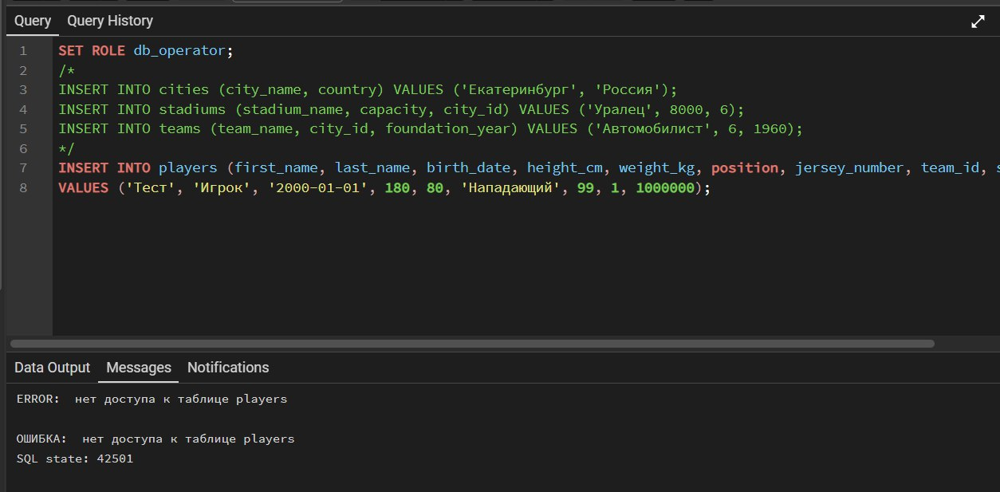 Query Query History
1 SET ROLE db_operator;
2 /*
3 INSERT INTO cities (city_name, country) VALUES ('Екатеринбург', 'Россия');
4 INSERT INTO stadiums (stadium_name, capacity, city_id) VALUES ('Уралец', 8000, 6);
5 INSERT INTO teams (team_name, city_id, foundation_year) VALUES ('Автомобилист', 6, 1960);
6 */
7 INSERT INTO players (first_name, last_name, birth_date, height_cm, weight_kg, position, jersey_number, team_id, s
8 VALUES ('Тест', 'Игрок', '2000-01-01', 180, 80, 'Нападающий', 99, 1, 1000000);
Data Output Messages Notifications
ERROR: нет доступа к таблице players
ОШИБКА: нет доступа к таблице players
SQL state: 42501